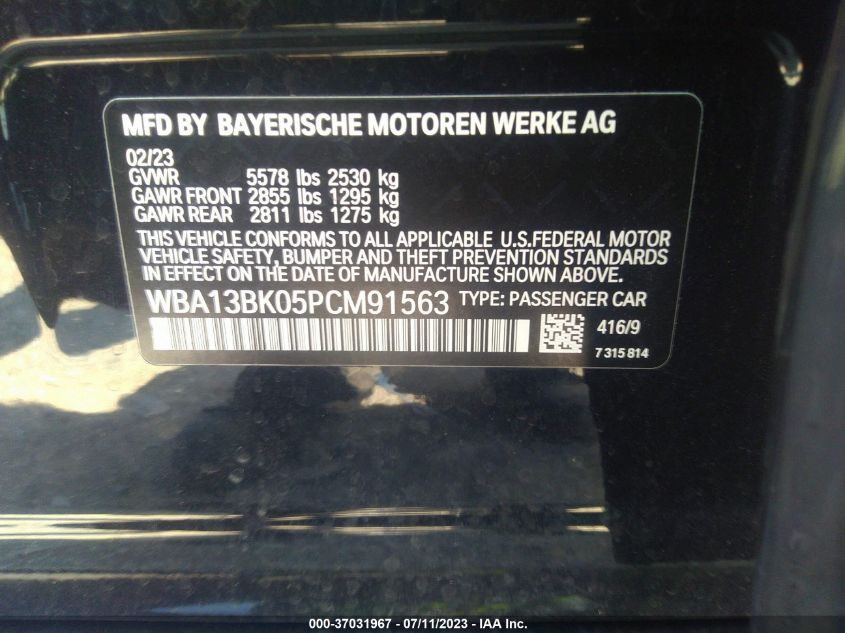 MFD BY BAYERISCHE MOTOREN WERKE AG
02/23
GVWR 5578 lbs 2530 kg
GAWR FRONT 2855 lbs 1295 kg
GAWR REAR 2811 lbs 1275 kg
THIS VEHICLE CONFORMS TO ALL APPLICABLE U.S.FEDERAL MOTOR
VEHICLE SAFETY, BUMPER AND THEFT PREVENTION STANDARDS
IN EFFECT ON THE DATE OF MANUFACTURE SHOWN ABOVE.
WBA13BK05PCM91563 TYPE: PASSENGER CAR
416/9
7315814
000-37031967 / 07/11/2023 - IAA Inc.